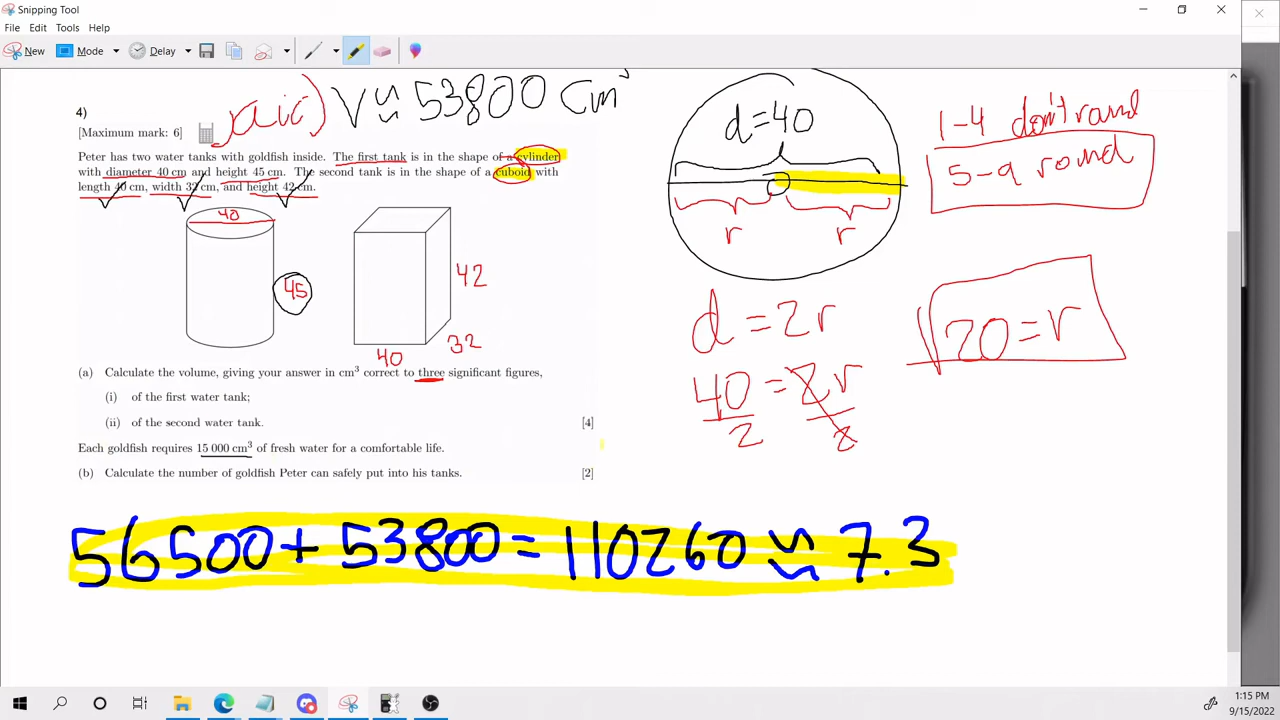 Snipping Tool
File Edit Tools Help
New Mode Delay
4)
a ii) V ≈ 53800 cm³
[Maximum mark: 6]
Peter has two water tanks with goldfish inside. The first tank is in the shape of a cylinder
with diameter 40 cm and height 45 cm. The second tank is in the shape of a cuboid with
length 40 cm, width 32 cm, and height 42 cm.
40
45
42
32
40
(a) Calculate the volume, giving your answer in cm³ correct to three significant figures,
(i) of the first water tank;
(ii) of the second water tank. [4]
Each goldfish requires 15 000 cm³ of fresh water for a comfortable life.
(b) Calculate the number of goldfish Peter can safely put into his tanks. [2]
d=40
r r
d = 2r
40 = 2r
2 2
1-4 don't round
5-9 round
20 = r
56500 + 53800 = 110260 ≈ 7.3
1:15 PM
9/15/2022